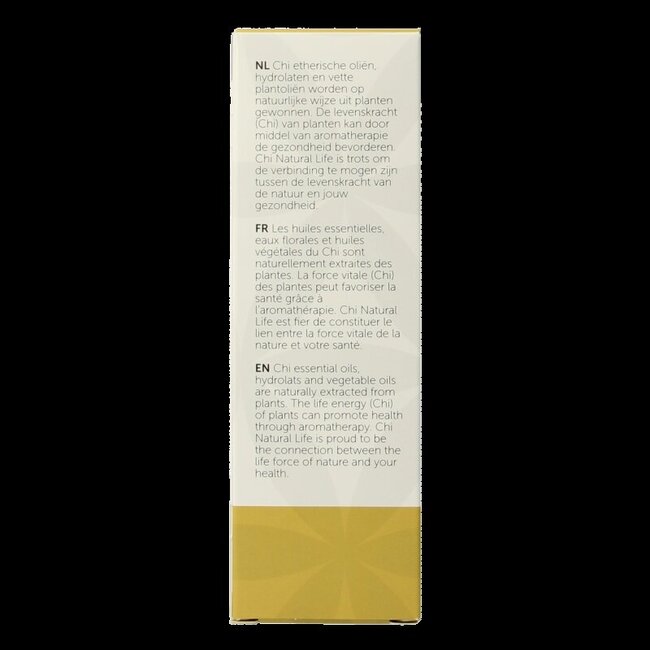 NL Chi etherische oliën,
hydrolaten en vette
plantoliën worden op
natuurlijke wijze uit planten
gewonnen. De levenskracht
(Chi) van planten kan door
middel van aromatherapie
de gezondheid bevorderen.
Chi Natural Life is trots om
de verbinding te mogen zijn
tussen de levenskracht van
de natuur en jouw
gezondheid.
FR Les huiles essentielles,
eaux florales et huiles
végétales du Chi sont
naturellement extraites des
plantes. La force vitale (Chi)
des plantes peut favoriser la
santé grâce à
l'aromathérapie. Chi Natural
Life est fier de constituer le
lien entre la force vitale de la
nature et votre santé.
EN Chi essential oils,
hydrolats and vegetable oils
are naturally extracted from
plants. The life energy (Chi)
of plants can promote health
through aromatherapy. Chi
Natural Life is proud to be
the connection between the
life force of nature and your
health.